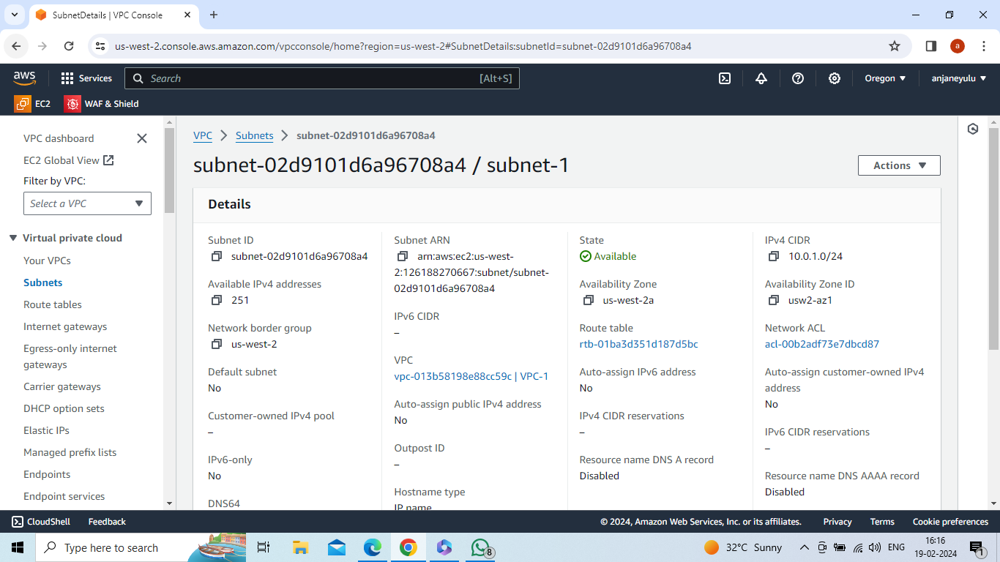 SubnetDetails | VPC Console
us-west-2.console.aws.amazon.com/vpcconsole/home?region=us-west-2#SubnetDetails:subnetId=subnet-02d9101d6a96708a4
a
aws
Services
Search
[Alt+S]
Oregon
anjaneyulu
EC2
WAF & Shield
VPC dashboard
EC2 Global View
Filter by VPC:
Select a VPC
Virtual private cloud
Your VPCs
Subnets
Route tables
Internet gateways
Egress-only internet
gateways
Carrier gateways
DHCP option sets
Elastic IPs
Managed prefix lists
Endpoints
Endpoint services
VPC
Subnets
subnet-02d9101d6a96708a4
subnet-02d9101d6a96708a4 / subnet-1
Actions
Details
Subnet ID
subnet-02d9101d6a96708a4
Available IPv4 addresses
251
Network border group
us-west-2
Default subnet
No
Customer-owned IPv4 pool
–
IPv6-only
No
DNS64
Subnet ARN
arn:aws:ec2:us-west-
2:126188270667:subnet/subnet-
02d9101d6a96708a4
IPv6 CIDR
–
VPC
vpc-013b58198e88cc59c | VPC-1
Auto-assign public IPv4 address
No
Outpost ID
–
Hostname type
IP name
State
Available
Availability Zone
us-west-2a
Route table
rtb-01ba3d351d187d5bc
Auto-assign IPv6 address
No
IPv4 CIDR reservations
–
Resource name DNS A record
Disabled
IPv4 CIDR
10.0.1.0/24
Availability Zone ID
usw2-az1
Network ACL
acl-00b2adf73e7dbcd87
Auto-assign customer-owned IPv4
address
No
IPv6 CIDR reservations
–
Resource name DNS AAAA record
Disabled
CloudShell
Feedback
© 2024, Amazon Web Services, Inc. or its affiliates.
Privacy
Terms
Cookie preferences
Type here to search
8
32°C Sunny
ENG
16:16
19-02-2024
1